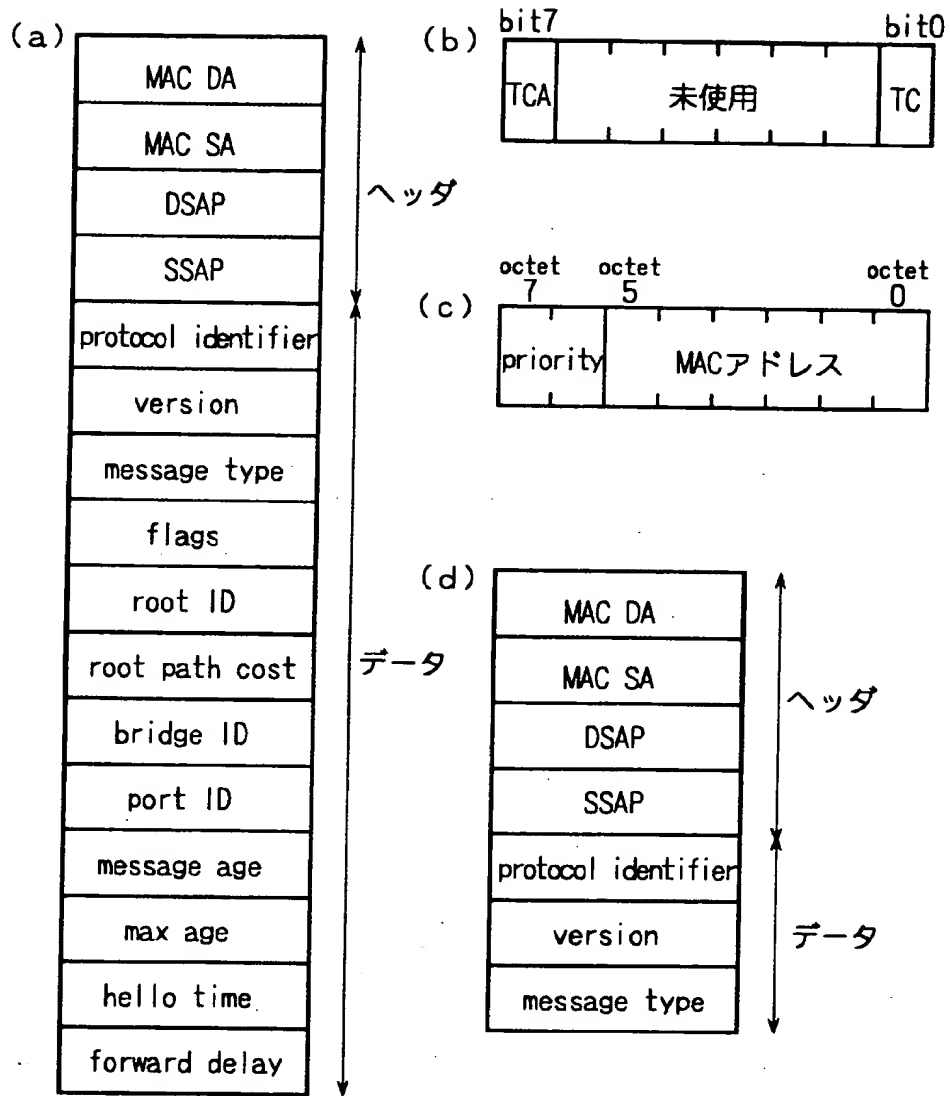 (a)
MAC DA
MAC SA
DSAP
SSAP
ヘッダ
protocol identifier
version
message type
flags
root ID
root path cost
bridge ID
port ID
message age
max age
hello time
forward delay
データ
(b)
bit7
bit0
TCA
未使用
TC
(c)
octet
7
octet
5
octet
0
priority
MACアドレス
(d)
MAC DA
MAC SA
DSAP
SSAP
ヘッダ
protocol identifier
version
message type
データ